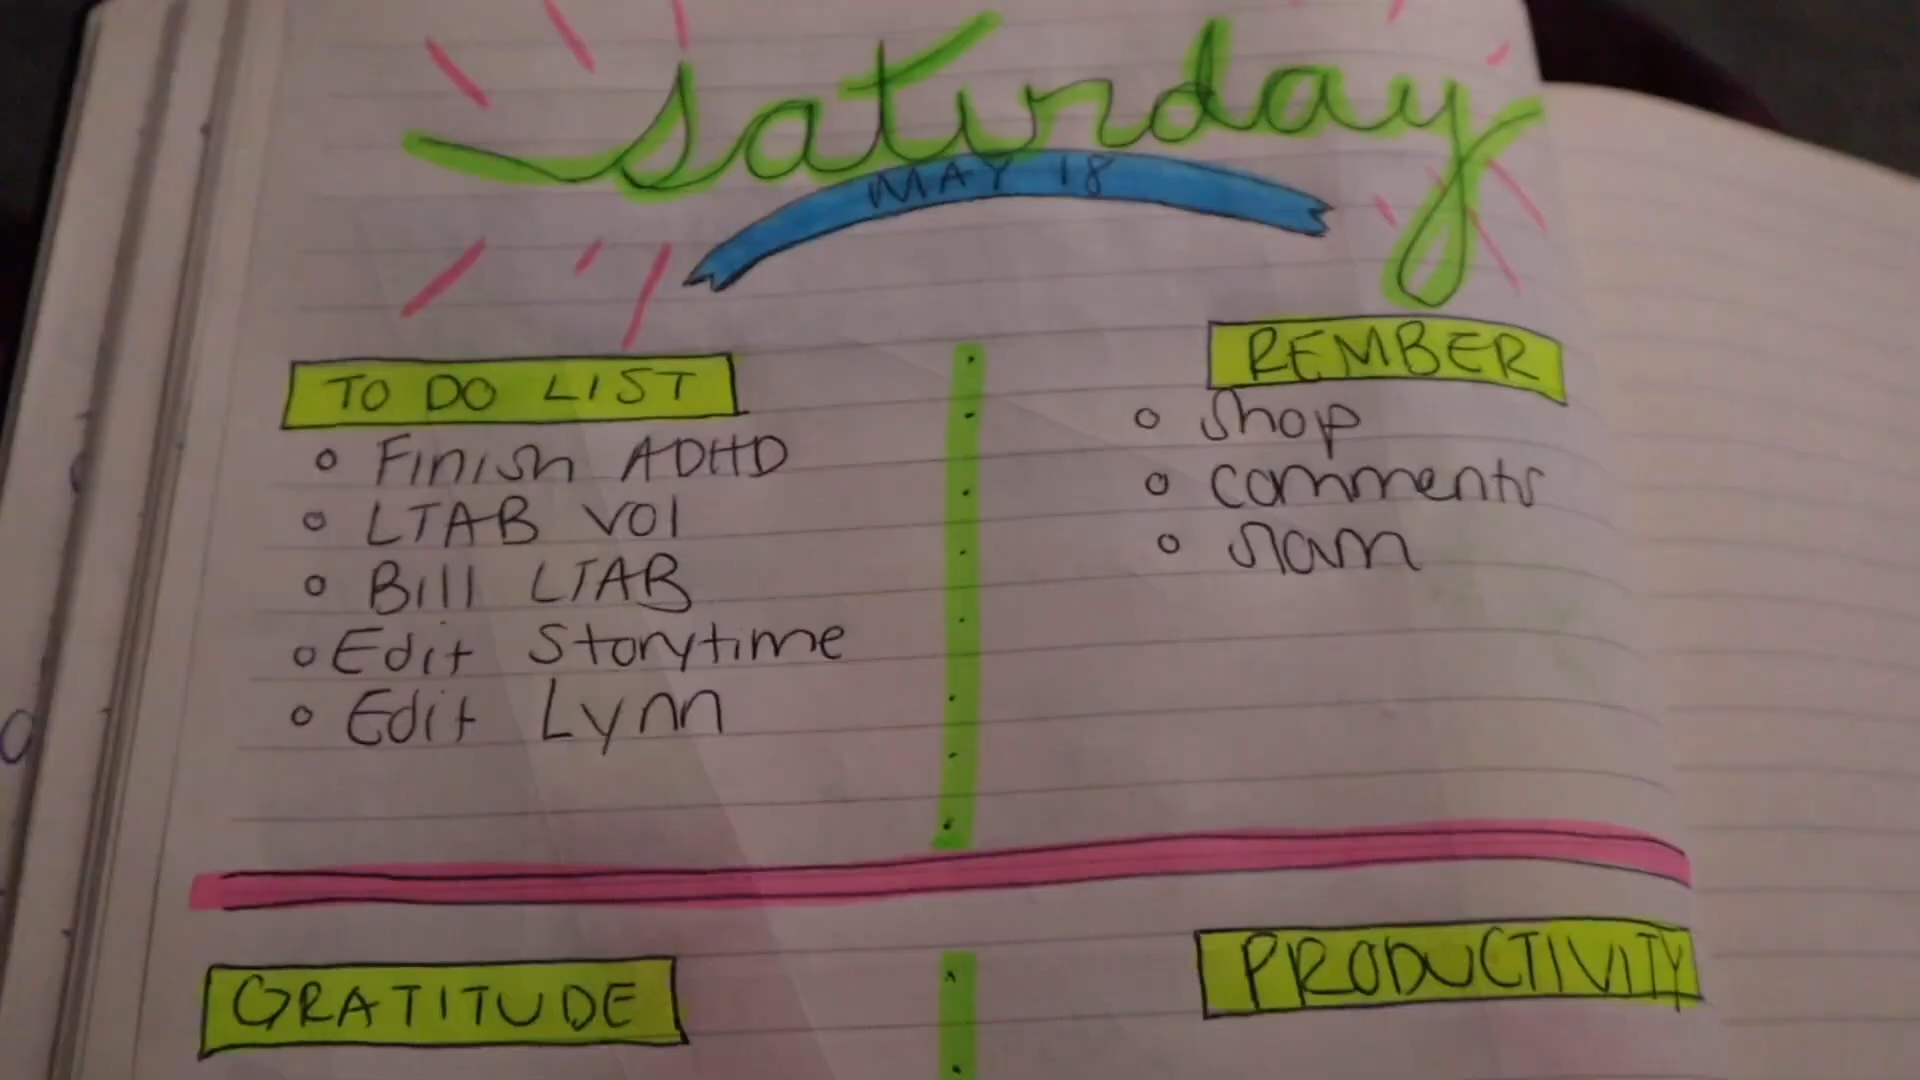 saturday
MAY 18
TO DO LIST
Finish ADHD
LTAB VOl
Bill LTAB
Edit Storytime
Edit Lynn
REMBER
shop
comments
slam
GRATITUDE
PRODUCTIVITY